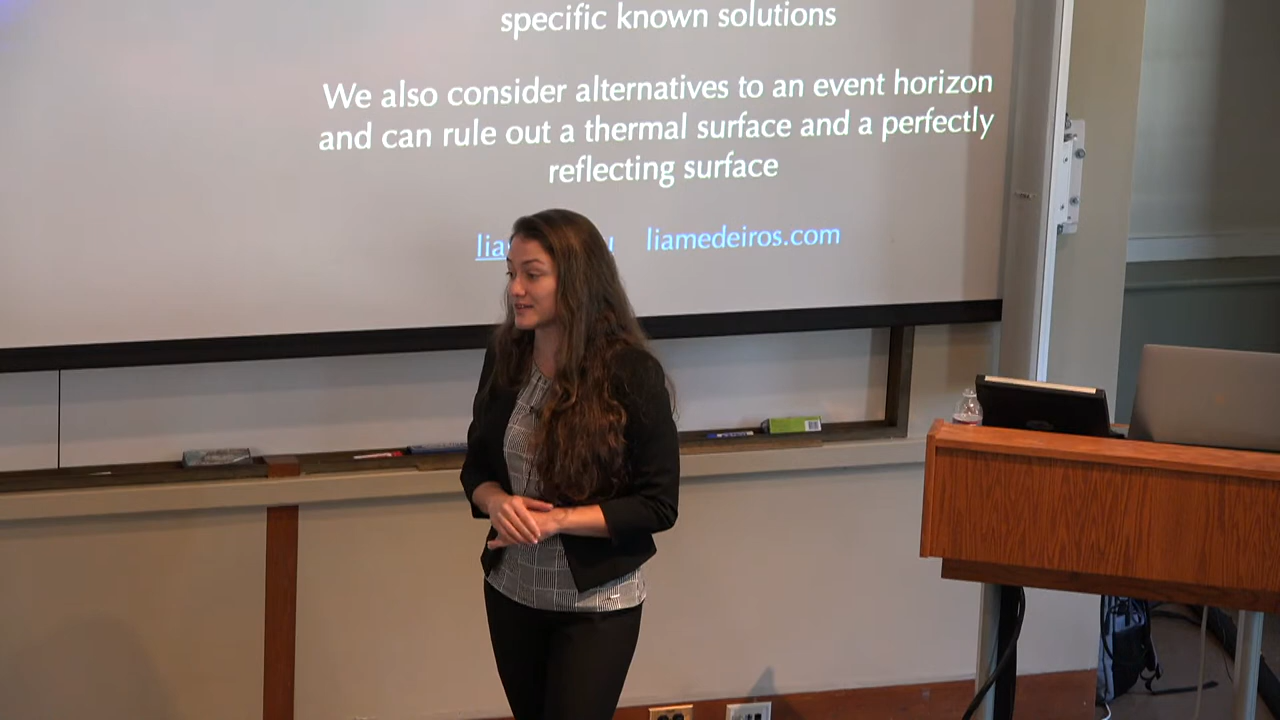 specific known solutions
We also consider alternatives to an event horizon
and can rule out a thermal surface and a perfectly
reflecting surface
liamedeiros.com